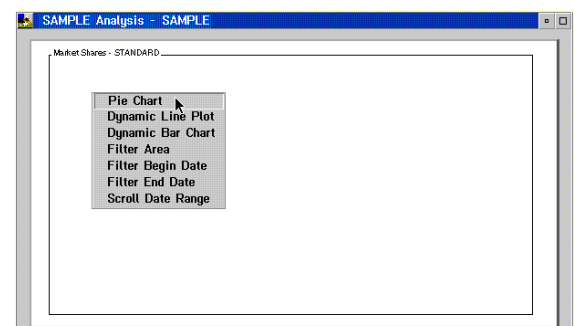 SAMPLE Analysis - SAMPLE
Market Shares - STANDARD
Pie Chart
Dynamic Line Plot
Dynamic Bar Chart
Filter Area
Filter Begin Date
Filter End Date
Scroll Date Range